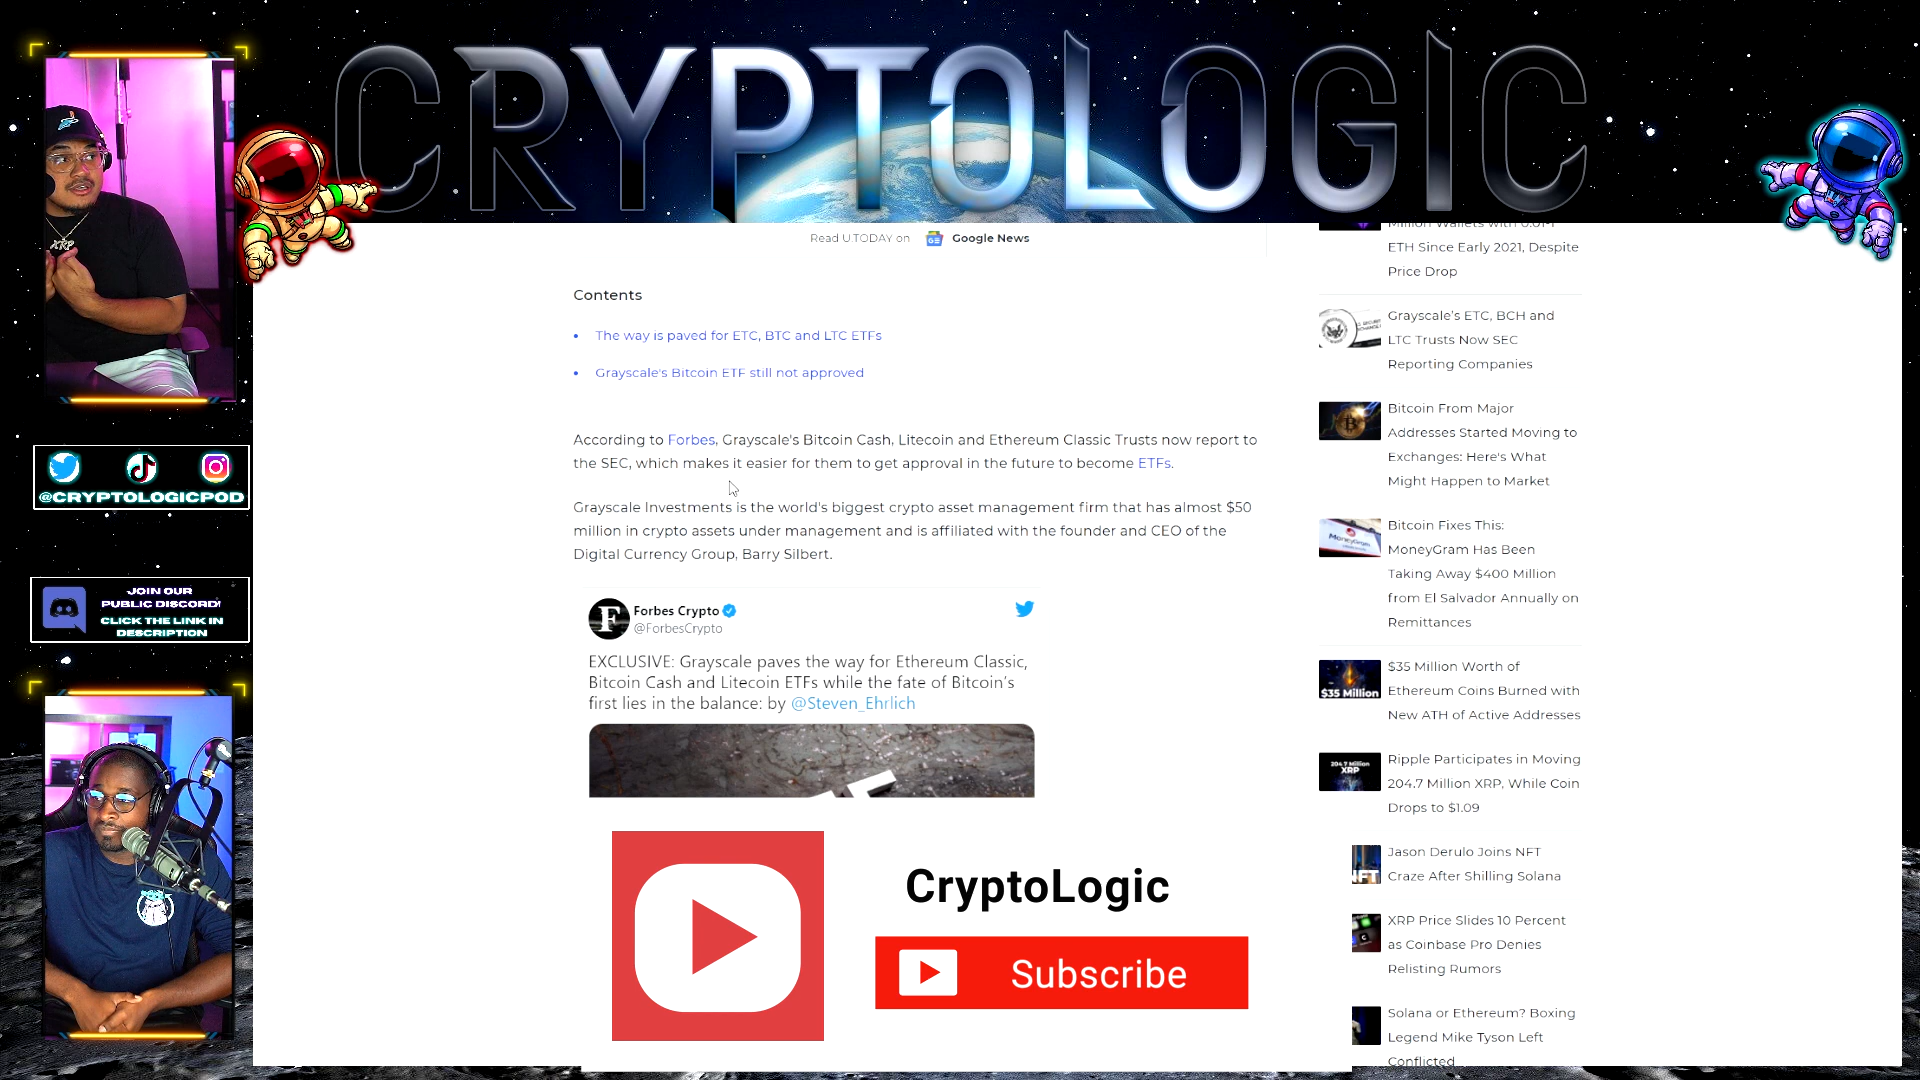 CRYPTOLOGIC
XRP
@CRYPTOLOGICPOD
JOIN OUR
PUBLIC DISCORD!
CLICK THE LINK IN
DESCRIPTION
Read U.TODAY on Google News
Contents
• The way is paved for ETC, BTC and LTC ETFs
• Grayscale's Bitcoin ETF still not approved
According to Forbes, Grayscale's Bitcoin Cash, Litecoin and Ethereum Classic Trusts now report to
the SEC, which makes it easier for them to get approval in the future to become ETFs.
Grayscale Investments is the world's biggest crypto asset management firm that has almost $50
million in crypto assets under management and is affiliated with the founder and CEO of the
Digital Currency Group, Barry Silbert.
Forbes Crypto
@ForbesCrypto
EXCLUSIVE: Grayscale paves the way for Ethereum Classic,
Bitcoin Cash and Litecoin ETFs while the fate of Bitcoin's
first lies in the balance: by @Steven_Ehrlich
CryptoLogic
Subscribe
Million Wallets with 0.01-1
ETH Since Early 2021, Despite
Price Drop
Grayscale's ETC, BCH and
LTC Trusts Now SEC
Reporting Companies
Bitcoin From Major
Addresses Started Moving to
Exchanges: Here's What
Might Happen to Market
Bitcoin Fixes This:
MoneyGram Has Been
Taking Away $400 Million
from El Salvador Annually on
Remittances
$35 Million
$35 Million Worth of
Ethereum Coins Burned with
New ATH of Active Addresses
204.7 Million
XRP
Ripple Participates in Moving
204.7 Million XRP, While Coin
Drops to $1.09
Jason Derulo Joins NFT
Craze After Shilling Solana
XRP Price Slides 10 Percent
as Coinbase Pro Denies
Relisting Rumors
Solana or Ethereum? Boxing
Legend Mike Tyson Left
Conflicted